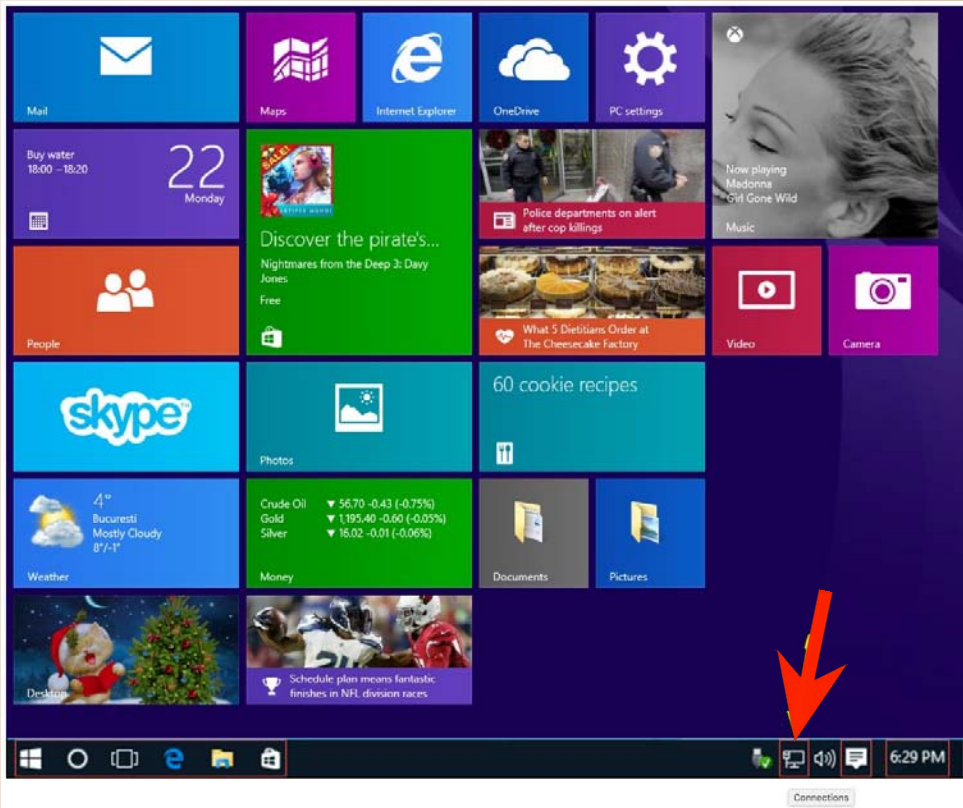 Mail
Maps
Internet Explorer
OneDrive
PC settings
Buy water
18:00 – 18:20
22
Monday
SALE!
ARTIFEX MUNDI
Discover the pirate's...
Nightmares from the Deep 3: Davy
Jones
Free
Police departments on alert
after cop killings
Now playing
Madonna
Girl Gone Wild
Music
People
What 5 Dietitians Order at
The Cheesecake Factory
Video
Camera
skype
Photos
60 cookie recipes
4°
Bucuresti
Mostly Cloudy
8°/-1°
Weather
Crude Oil ▼ 56.70 -0.43 (-0.75%)
Gold ▼ 1,195.40 -0.60 (-0.05%)
Silver ▼ 16.02 -0.01 (-0.06%)
Money
Documents
Pictures
Desktop
Schedule plan means fantastic
finishes in NFL division races
6:29 PM
Connections